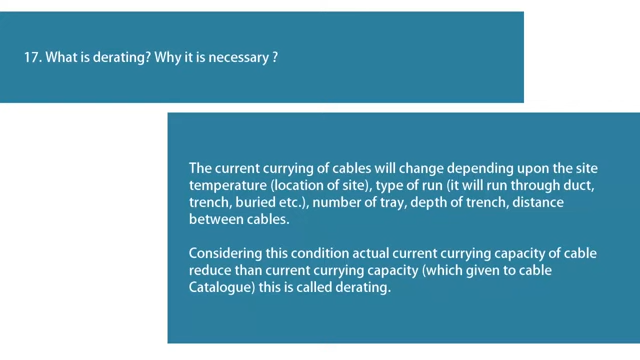 17. What is derating? Why it is necessary ?
The current currying of cables will change depending upon the site
temperature (location of site), type of run (it will run through duct,
trench, buried etc.), number of tray, depth of trench, distance
between cables.
Considering this condition actual current currying capacity of cable
reduce than current currying capacity (which given to cable
Catalogue) this is called derating.